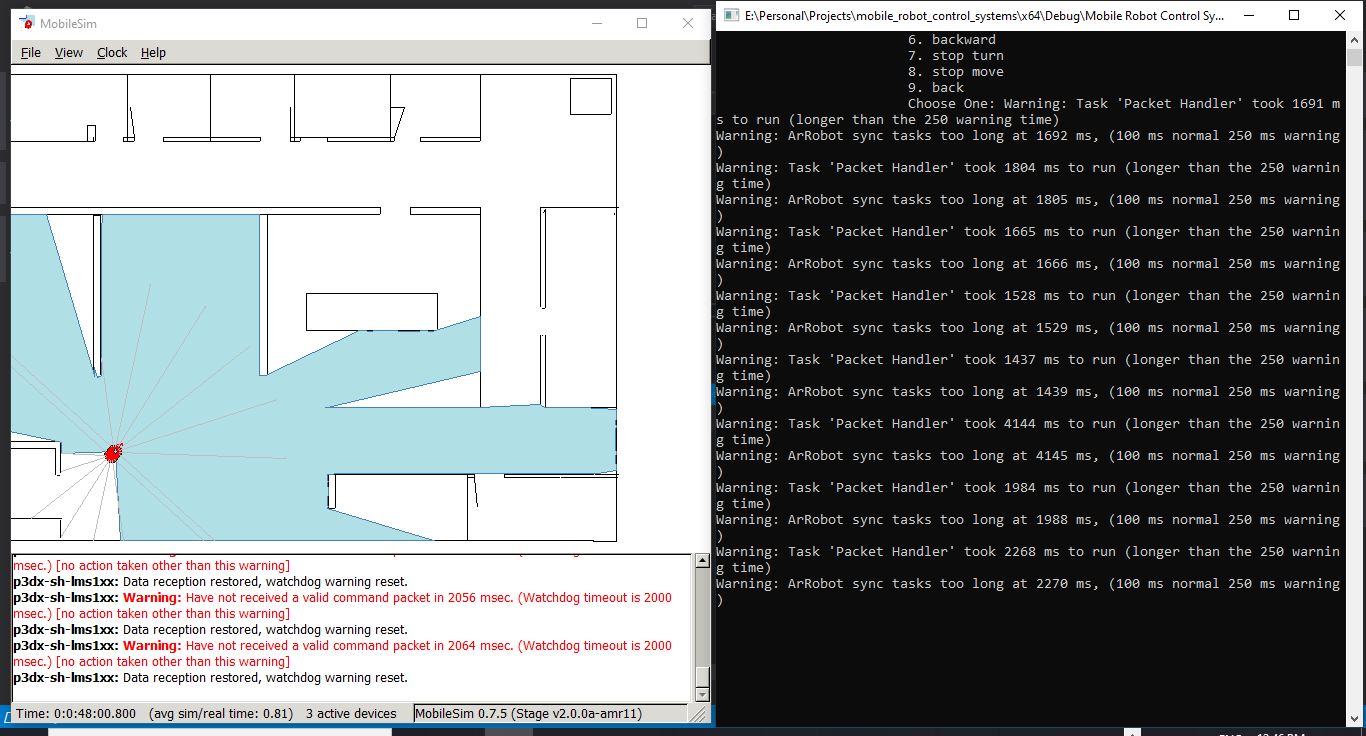 MobileSim
File View Clock Help
msec.) [no action taken other than this warning]
p3dx-sh-lms1xx: Data reception restored, watchdog warning reset.
p3dx-sh-lms1xx: Warning: Have not received a valid command packet in 2056 msec. (Watchdog timeout is 2000
msec.) [no action taken other than this warning]
p3dx-sh-lms1xx: Data reception restored, watchdog warning reset.
p3dx-sh-lms1xx: Warning: Have not received a valid command packet in 2064 msec. (Watchdog timeout is 2000
msec.) [no action taken other than this warning]
p3dx-sh-lms1xx: Data reception restored, watchdog warning reset.
Time: 0:0:48:00.800 (avg sim/real time: 0.81) 3 active devices
MobileSim 0.7.5 (Stage v2.0.0a-amr11)
E:\Personal\Projects\mobile_robot_control_systems\x64\Debug\Mobile Robot Control Sy...
6. backward
7. stop turn
8. stop move
9. back
Choose One: Warning: Task 'Packet Handler' took 1691 m
s to run (longer than the 250 warning time)
Warning: ArRobot sync tasks too long at 1692 ms, (100 ms normal 250 ms warning
)
Warning: Task 'Packet Handler' took 1804 ms to run (longer than the 250 warnin
g time)
Warning: ArRobot sync tasks too long at 1805 ms, (100 ms normal 250 ms warning
)
Warning: Task 'Packet Handler' took 1665 ms to run (longer than the 250 warnin
g time)
Warning: ArRobot sync tasks too long at 1666 ms, (100 ms normal 250 ms warning
)
Warning: Task 'Packet Handler' took 1528 ms to run (longer than the 250 warnin
g time)
Warning: ArRobot sync tasks too long at 1529 ms, (100 ms normal 250 ms warning
)
Warning: Task 'Packet Handler' took 1437 ms to run (longer than the 250 warnin
g time)
Warning: ArRobot sync tasks too long at 1439 ms, (100 ms normal 250 ms warning
)
Warning: Task 'Packet Handler' took 4144 ms to run (longer than the 250 warnin
g time)
Warning: ArRobot sync tasks too long at 4145 ms, (100 ms normal 250 ms warning
)
Warning: Task 'Packet Handler' took 1984 ms to run (longer than the 250 warnin
g time)
Warning: ArRobot sync tasks too long at 1988 ms, (100 ms normal 250 ms warning
)
Warning: Task 'Packet Handler' took 2268 ms to run (longer than the 250 warnin
g time)
Warning: ArRobot sync tasks too long at 2270 ms, (100 ms normal 250 ms warning
)